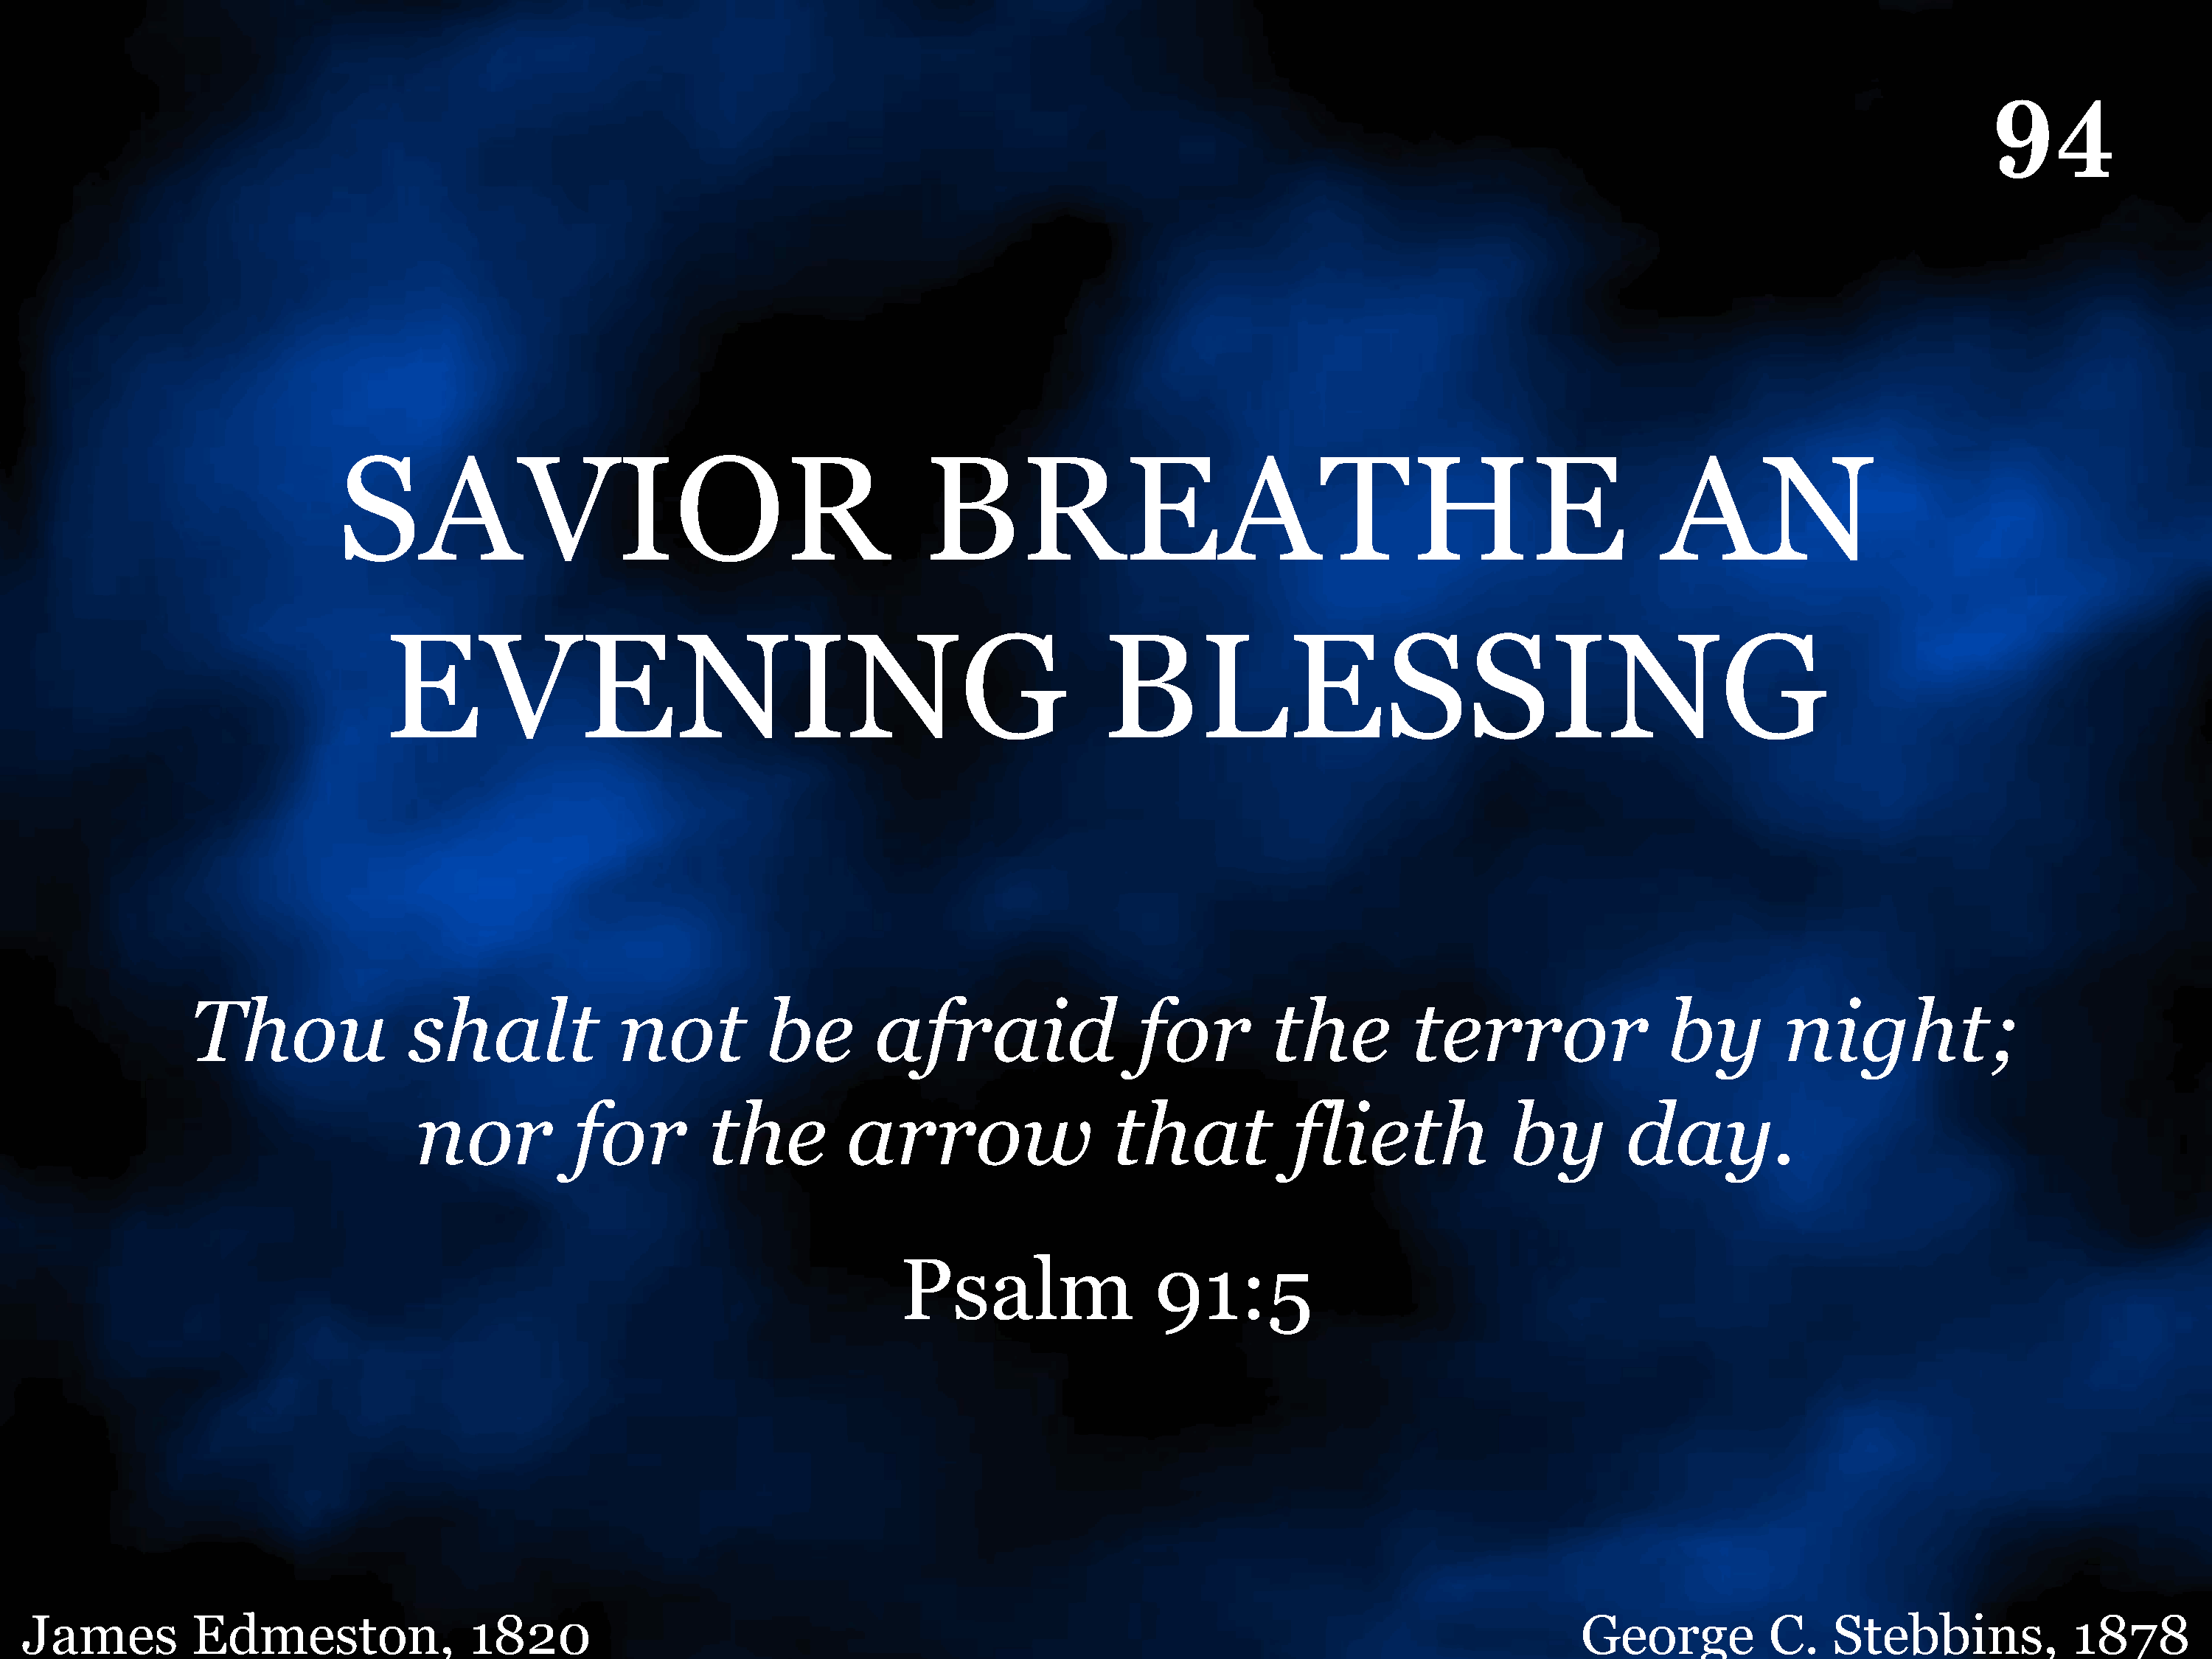 94
SAVIOR BREATHE AN
EVENING BLESSING
Thou shalt not be afraid for the terror by night;
nor for the arrow that flieth by day.
Psalm 91:5
James Edmeston, 1820
George C. Stebbins, 1878